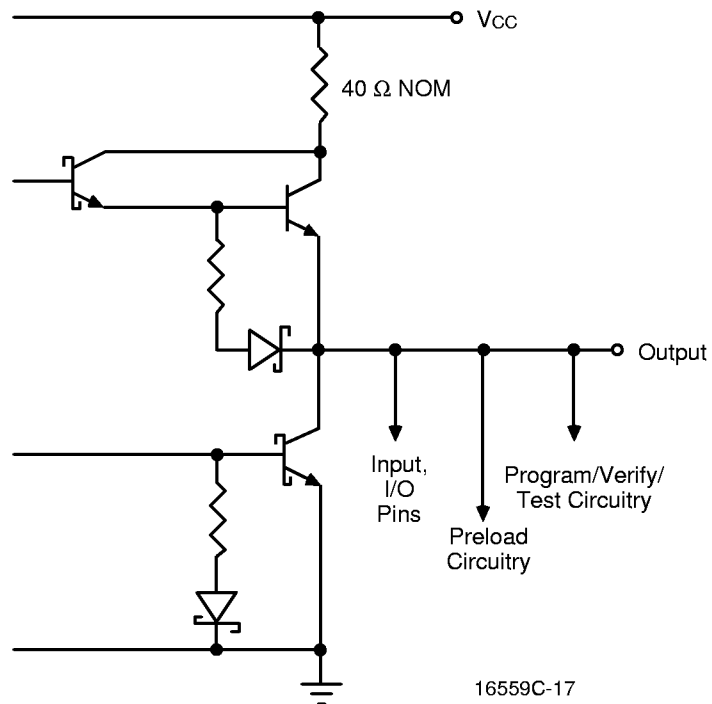 VCC
40 Ω NOM
Output
Input,
I/O
Pins
Program/Verify/
Test Circuitry
Preload
Circuitry
16559C-17